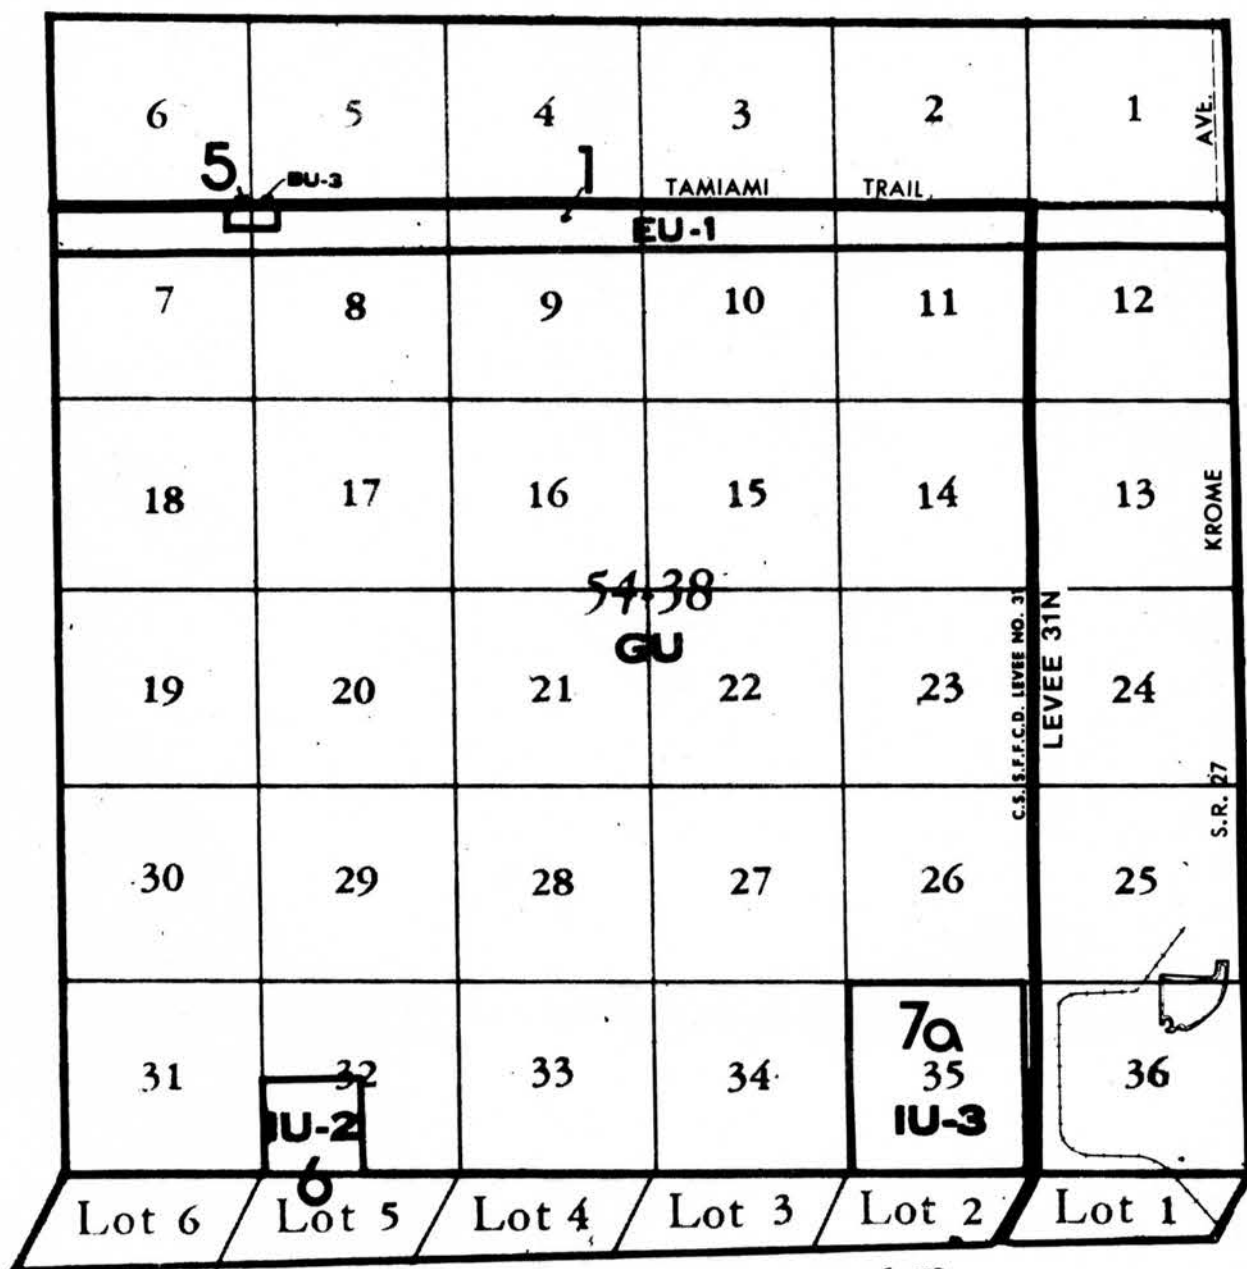 6 5 4 3 2 1
AVE.
5 BU-3 1 TAMIAMI TRAIL
EU-1
7 8 9 10 11 12
18 17 16 15 14 13
KROME
54-38
GU
C.S. S.F.F.C.D. LEVEE NO. 31
LEVEE 31N
19 20 21 22 23 24
S.R. 27
30 29 28 27 26 25
7a
2
31 32 33 34 35 36
IU-2 IU-3
6
Lot 6 Lot 5 Lot 4 Lot 3 Lot 2 Lot 1